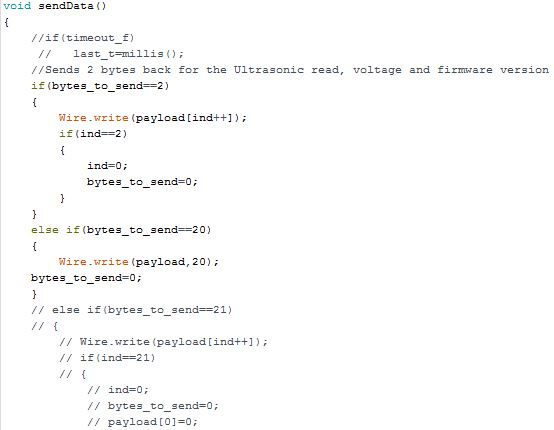 void sendData()
{
//if(timeout_f)
// last_t=millis();
//Sends 2 bytes back for the Ultrasonic read, voltage and firmware version
if(bytes_to_send==2)
{
Wire.write(payload[ind++]);
if(ind==2)
{
ind=0;
bytes_to_send=0;
}
}
else if(bytes_to_send==20)
{
Wire.write(payload,20);
bytes_to_send=0;
}
// else if(bytes_to_send==21)
// {
// Wire.write(payload[ind++]);
// if(ind==21)
// {
// ind=0;
// bytes_to_send=0;
// payload[0]=0;